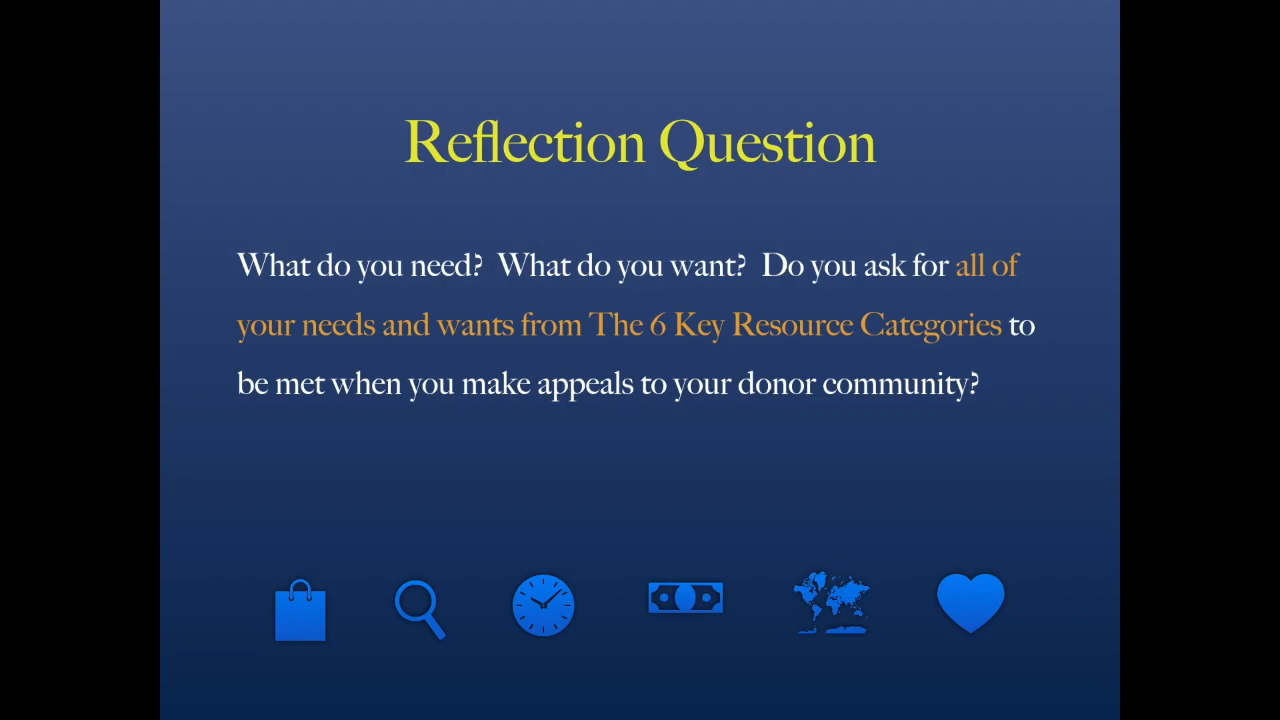 Reflection Question
What do you need?  What do you want?  Do you ask for all of
your needs and wants from The 6 Key Resource Categories to
be met when you make appeals to your donor community?